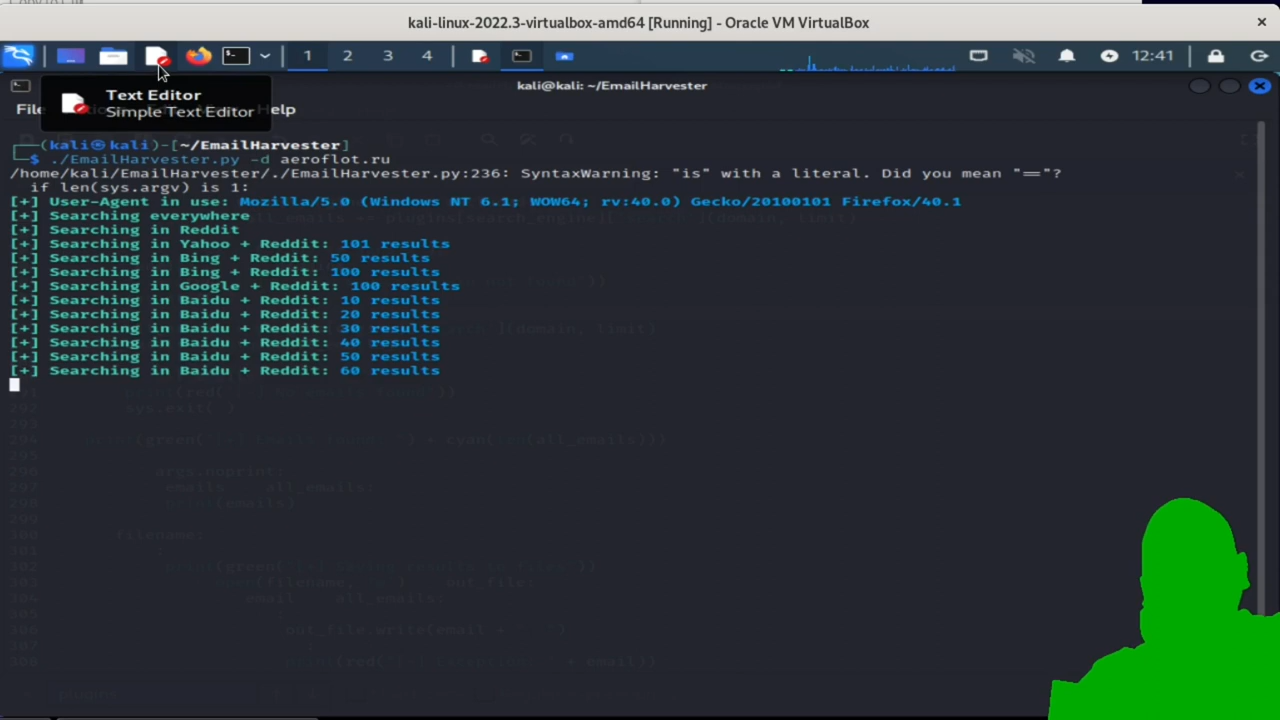 kali-linux-2022.3-virtualbox-amd64 [Running] - Oracle VM VirtualBox
1 2 3 4 12:41
Text Editor
Simple Text Editor
kali@kali: ~/EmailHarvester
File Help
(kali㉿kali)-[~/EmailHarvester]
$ ./EmailHarvester.py -d aeroflot.ru
/home/kali/EmailHarvester/./EmailHarvester.py:236: SyntaxWarning: "is" with a literal. Did you mean "=="?
if len(sys.argv) is 1:
[+] User-Agent in use: Mozilla/5.0 (Windows NT 6.1; WOW64; rv:40.0) Gecko/20100101 Firefox/40.1
[+] Searching everywhere
[+] Searching in Reddit
[+] Searching in Yahoo + Reddit: 101 results
[+] Searching in Bing + Reddit: 50 results
[+] Searching in Bing + Reddit: 100 results
[+] Searching in Google + Reddit: 100 results
[+] Searching in Baidu + Reddit: 10 results
[+] Searching in Baidu + Reddit: 20 results
[+] Searching in Baidu + Reddit: 30 results
[+] Searching in Baidu + Reddit: 40 results
[+] Searching in Baidu + Reddit: 50 results
[+] Searching in Baidu + Reddit: 60 results